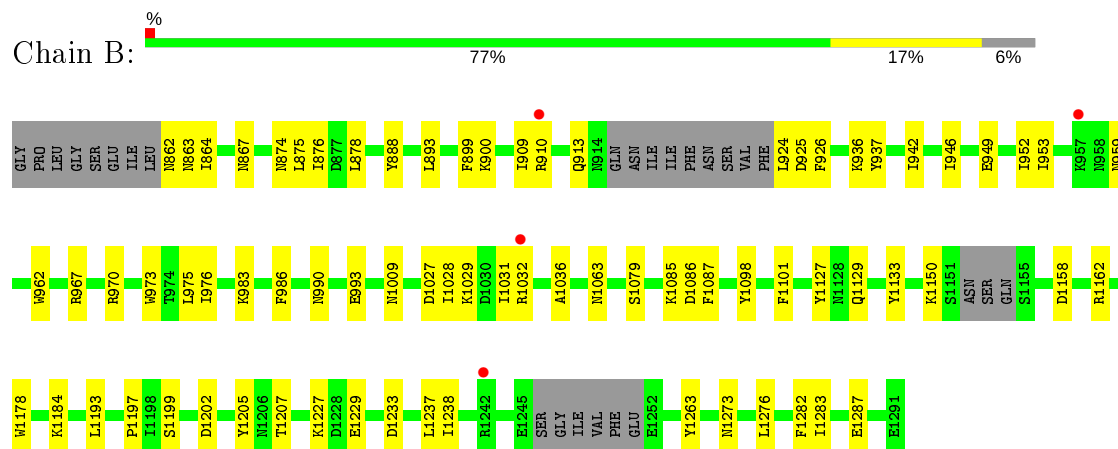 %
Chain B:
77% 17% 6%
GLY PRO LEU GLY SER GLU ILE LEU N862 N863 I864 N867 N874 L875 I876 D877 L878 Y888 L893 F899 K900 I909 R910 Q913 N914 GLN ASN ILE ILE PHE ASN SER VAL PHE L924 D925 F926 K936 Y937 I942 I946 E949 I952 I953 K957 N958 N959
W962 R967 R970 W973 T974 L975 I976 K983 F986 N990 E993 N1009 D1027 I1028 K1029 D1030 I1031 R1032 A1036 N1063 S1079 K1085 D1086 F1087 Y1098 F1101 Y1127 N1128 Q1129 Y1133 K1150 S1151 ASN SER GLN S1155 D1158 R1162
W1178 K1184 L1193 P1197 I1198 S1199 D1202 Y1205 N1206 T1207 K1227 D1228 E1229 D1233 L1237 I1238 R1242 E1245 SER GLY ILE VAL PHE GLU E1252 Y1263 N1273 L1276 F1282 I1283 E1287 E1291